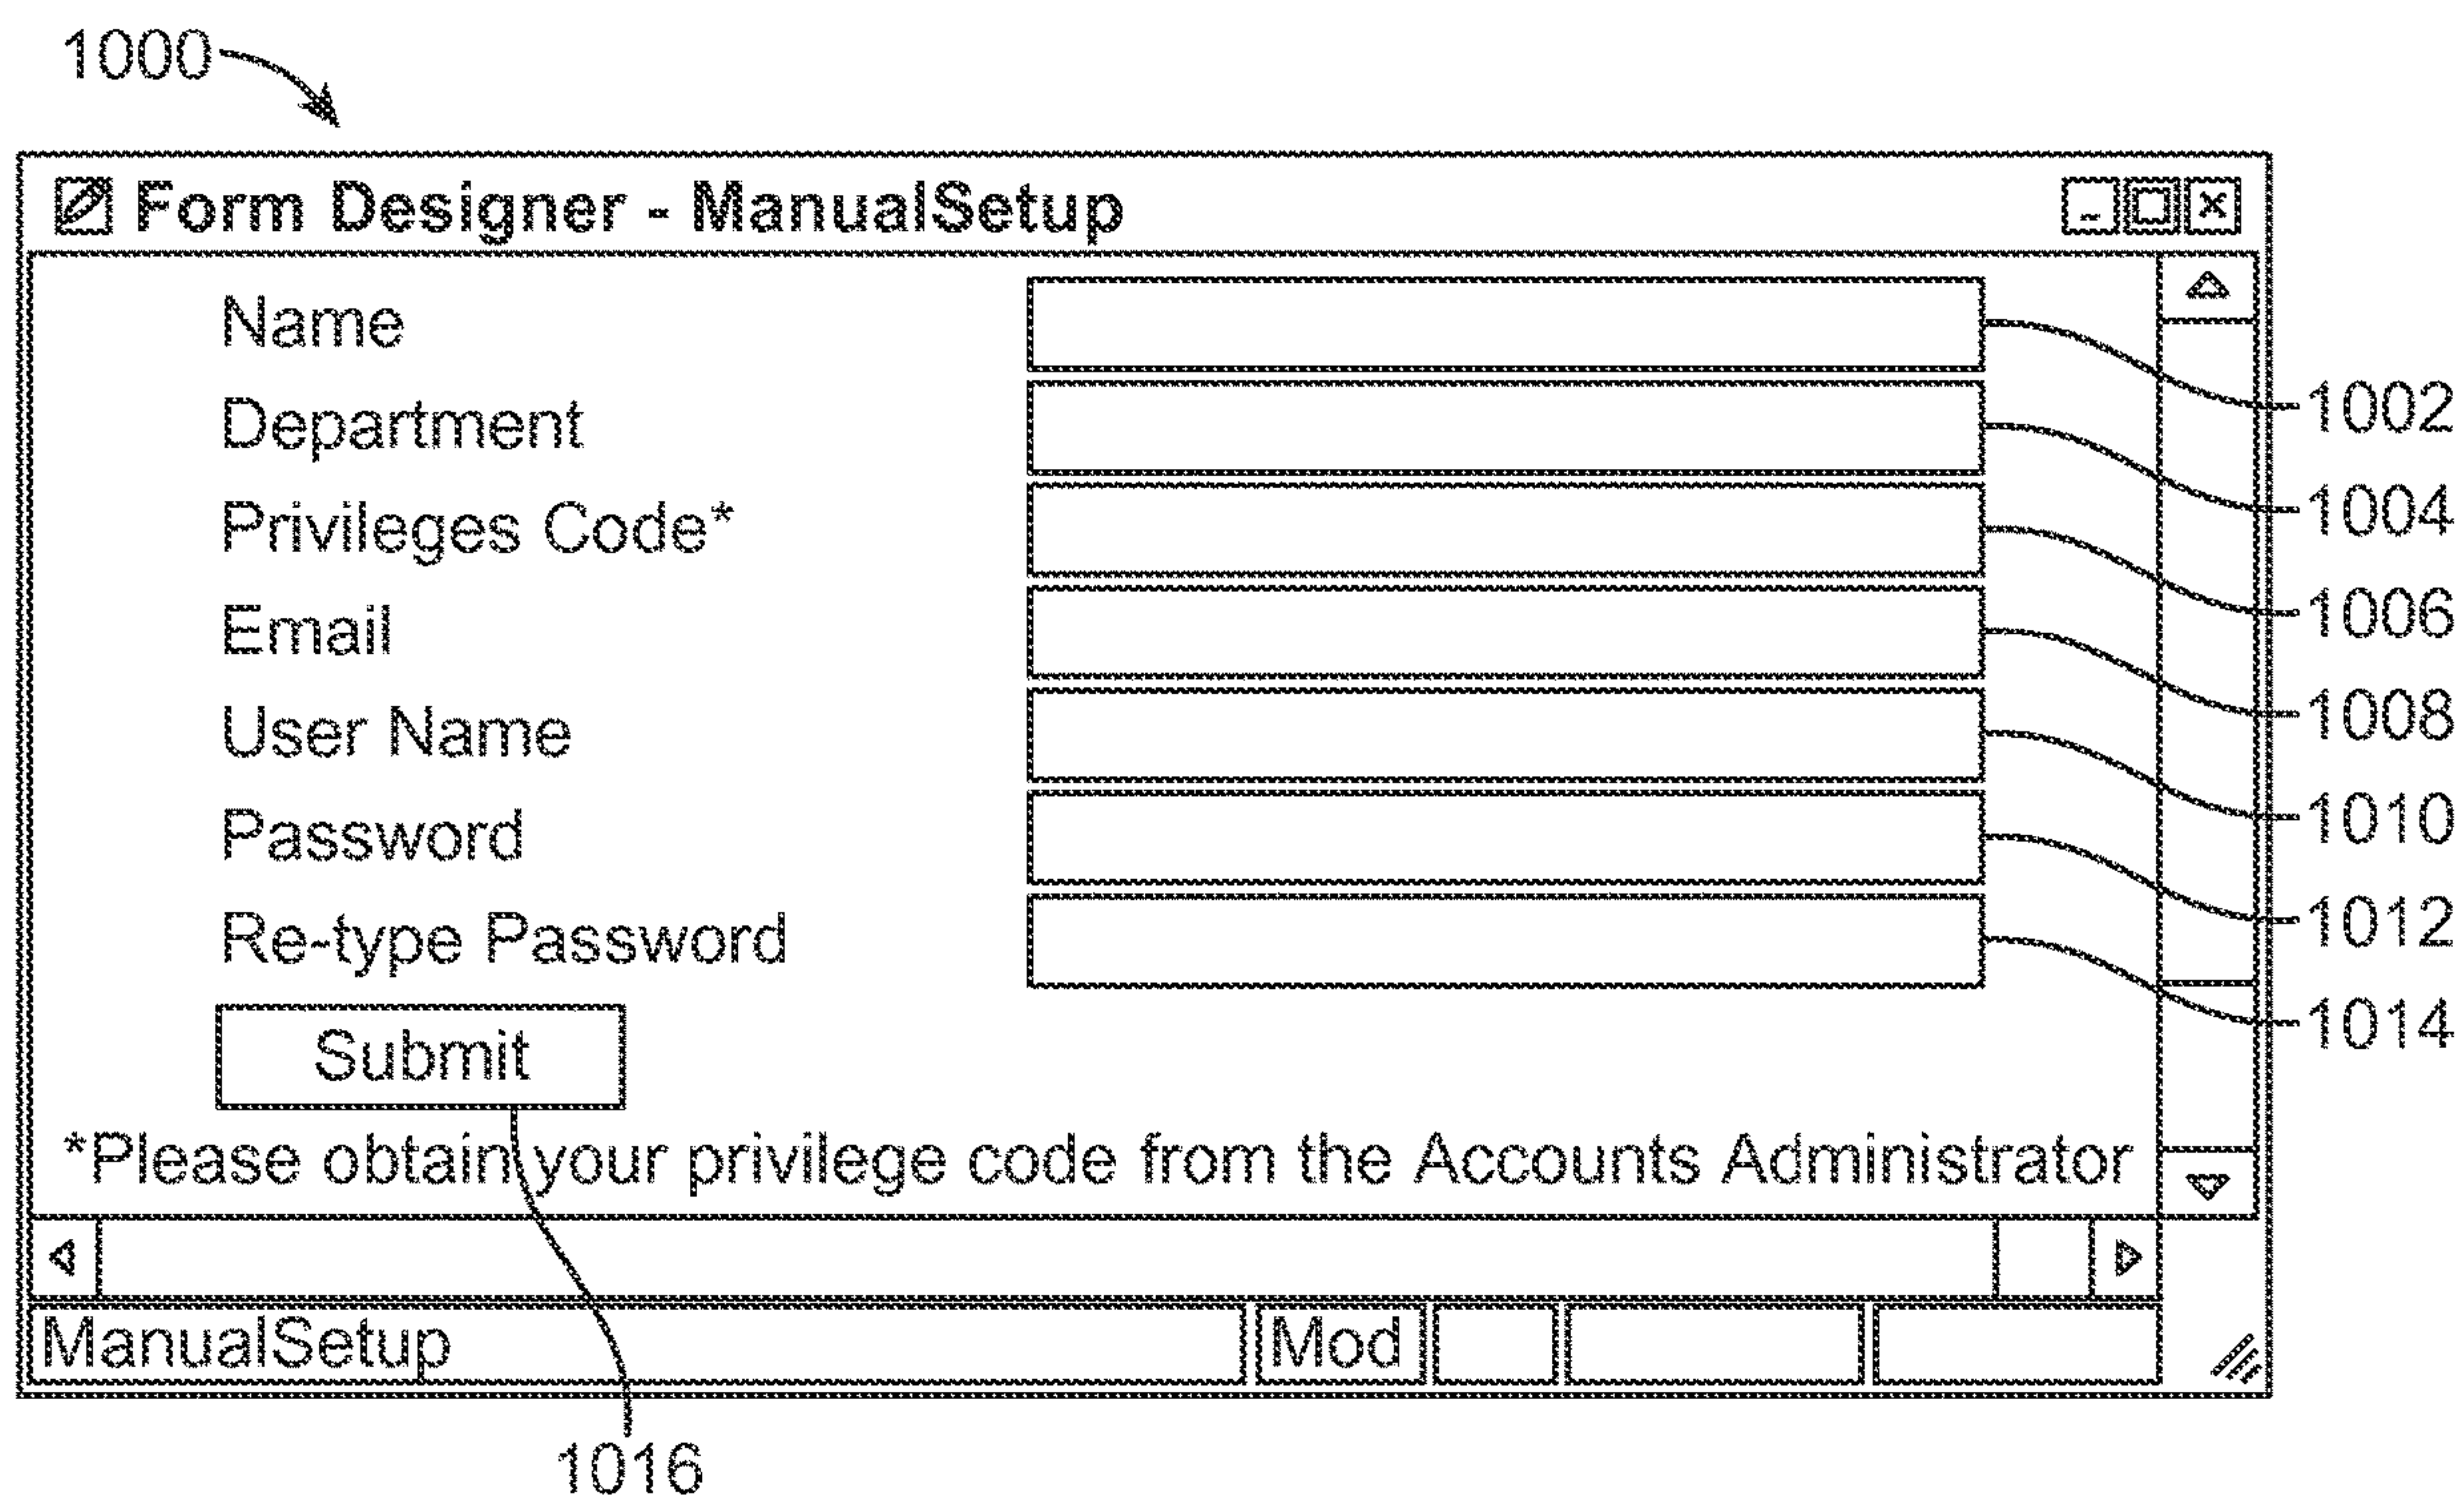 1000
Form Designer - ManualSetup
Name
1002
Department
1004
Privileges Code*
1006
Email
1008
User Name
1010
Password
1012
Re-type Password
1014
Submit
*Please obtain your privilege code from the Accounts Administrator
ManualSetup Mod
1016